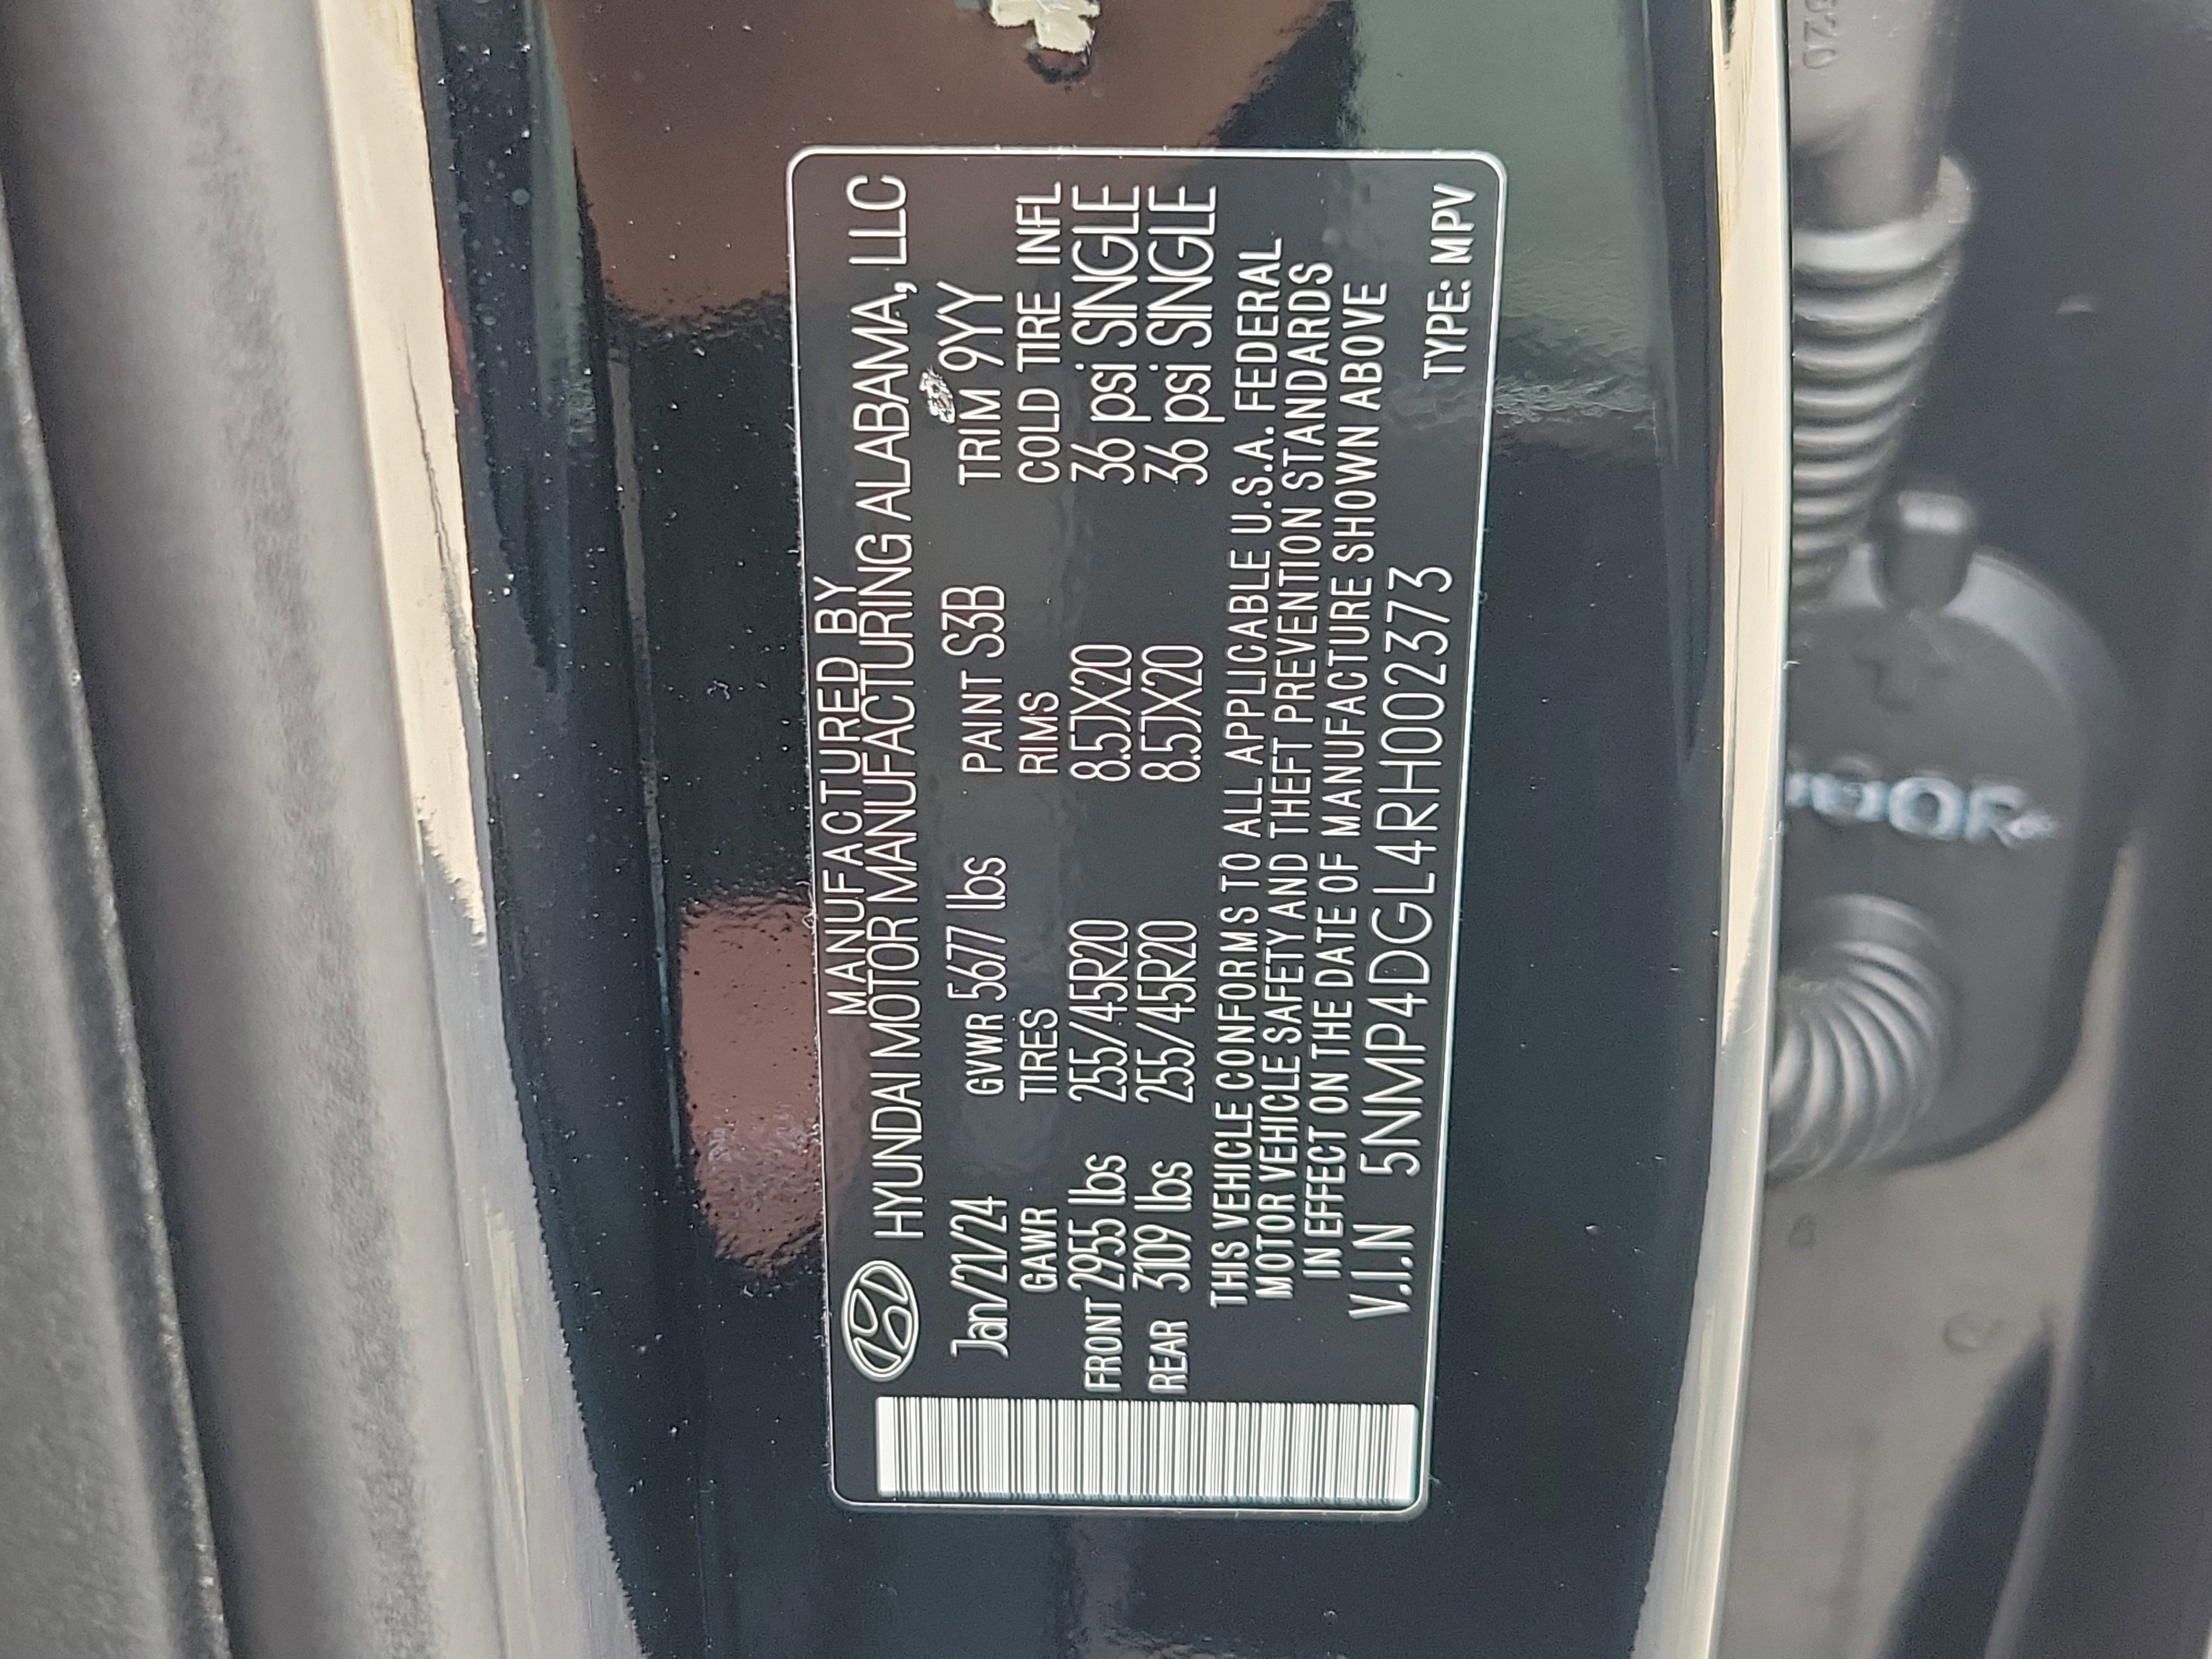 MANUFACTURED BY
HYUNDAI MOTOR MANUFACTURING ALABAMA, LLC
Jan/21/24 GVWR 5677 lbs PAINT S3B TRIM 9YY
GAWR TIRES RIMS COLD TIRE INFL
FRONT 2955 lbs 255/45R20 8.5JX20 36 psi SINGLE
REAR 3109 lbs 255/45R20 8.5JX20 36 psi SINGLE
THIS VEHICLE CONFORMS TO ALL APPLICABLE U.S.A. FEDERAL
MOTOR VEHICLE SAFETY AND THEFT PREVENTION STANDARDS
IN EFFECT ON THE DATE OF MANUFACTURE SHOWN ABOVE
V.I.N 5NMP4DGL4RH002373
TYPE: MPV